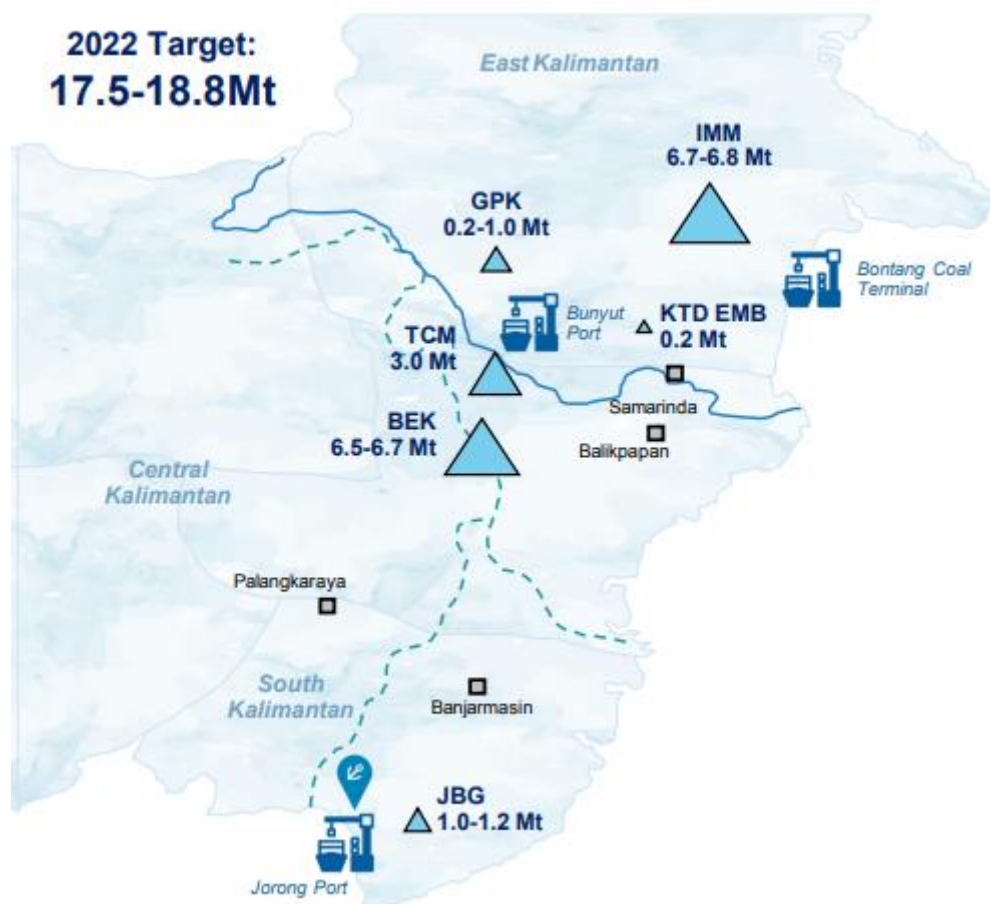 2022 Target:
17.5-18.8Mt
East Kalimantan
IMM
6.7-6.8 Mt
GPK
0.2-1.0 Mt
Bontang Coal
Terminal
Bunyut
Port
KTD EMB
0.2 Mt
TCM
3.0 Mt
Samarinda
BEK
6.5-6.7 Mt
Balikpapan
Central
Kalimantan
Palangkaraya
South
Kalimantan
Banjarmasin
JBG
1.0-1.2 Mt
Jorong Port